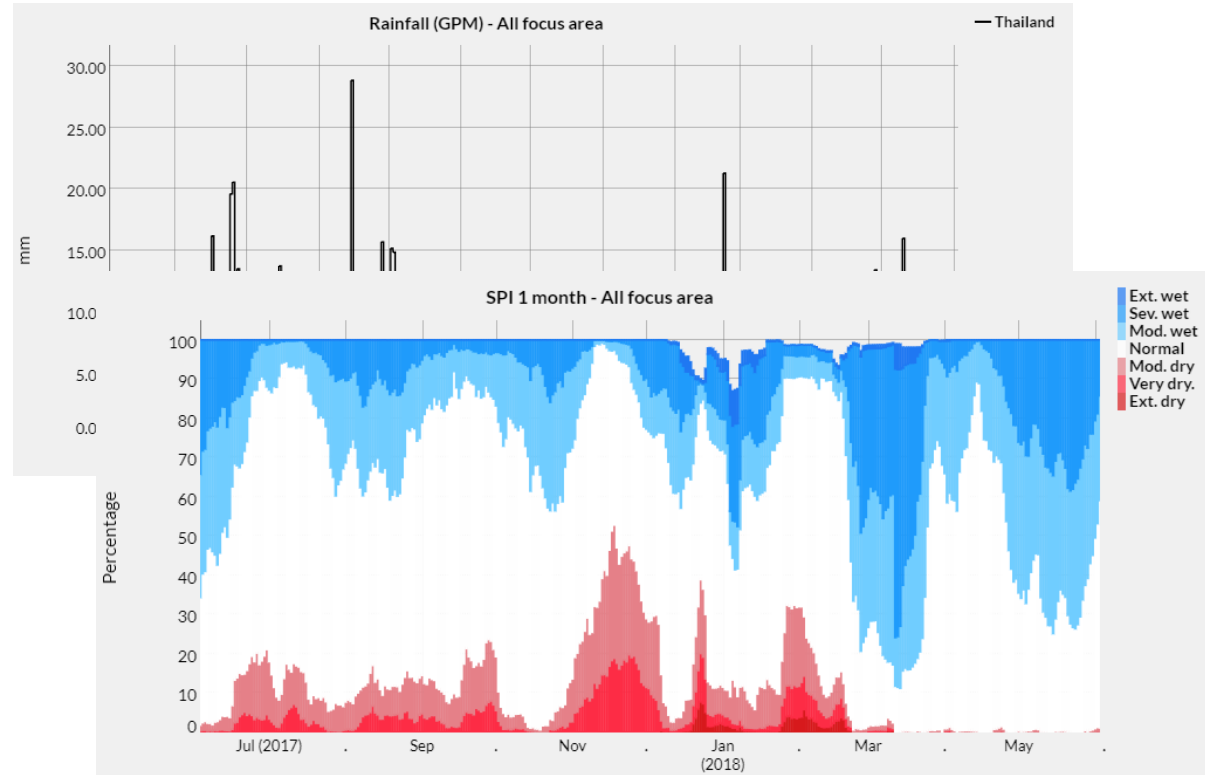 Rainfall (GPM) - All focus area
Thailand
30.00
25.00
20.00
15.00
10.0
5.0
0.0
mm
SPI 1 month - All focus area
Ext. wet
Sev. wet
Mod. wet
Normal
Mod. dry
Very dry.
Ext. dry
100
90
80
70
60
50
40
30
20
10
0
Percentage
Jul (2017) . Sep . Nov . Jan . Mar . May .
(2018)